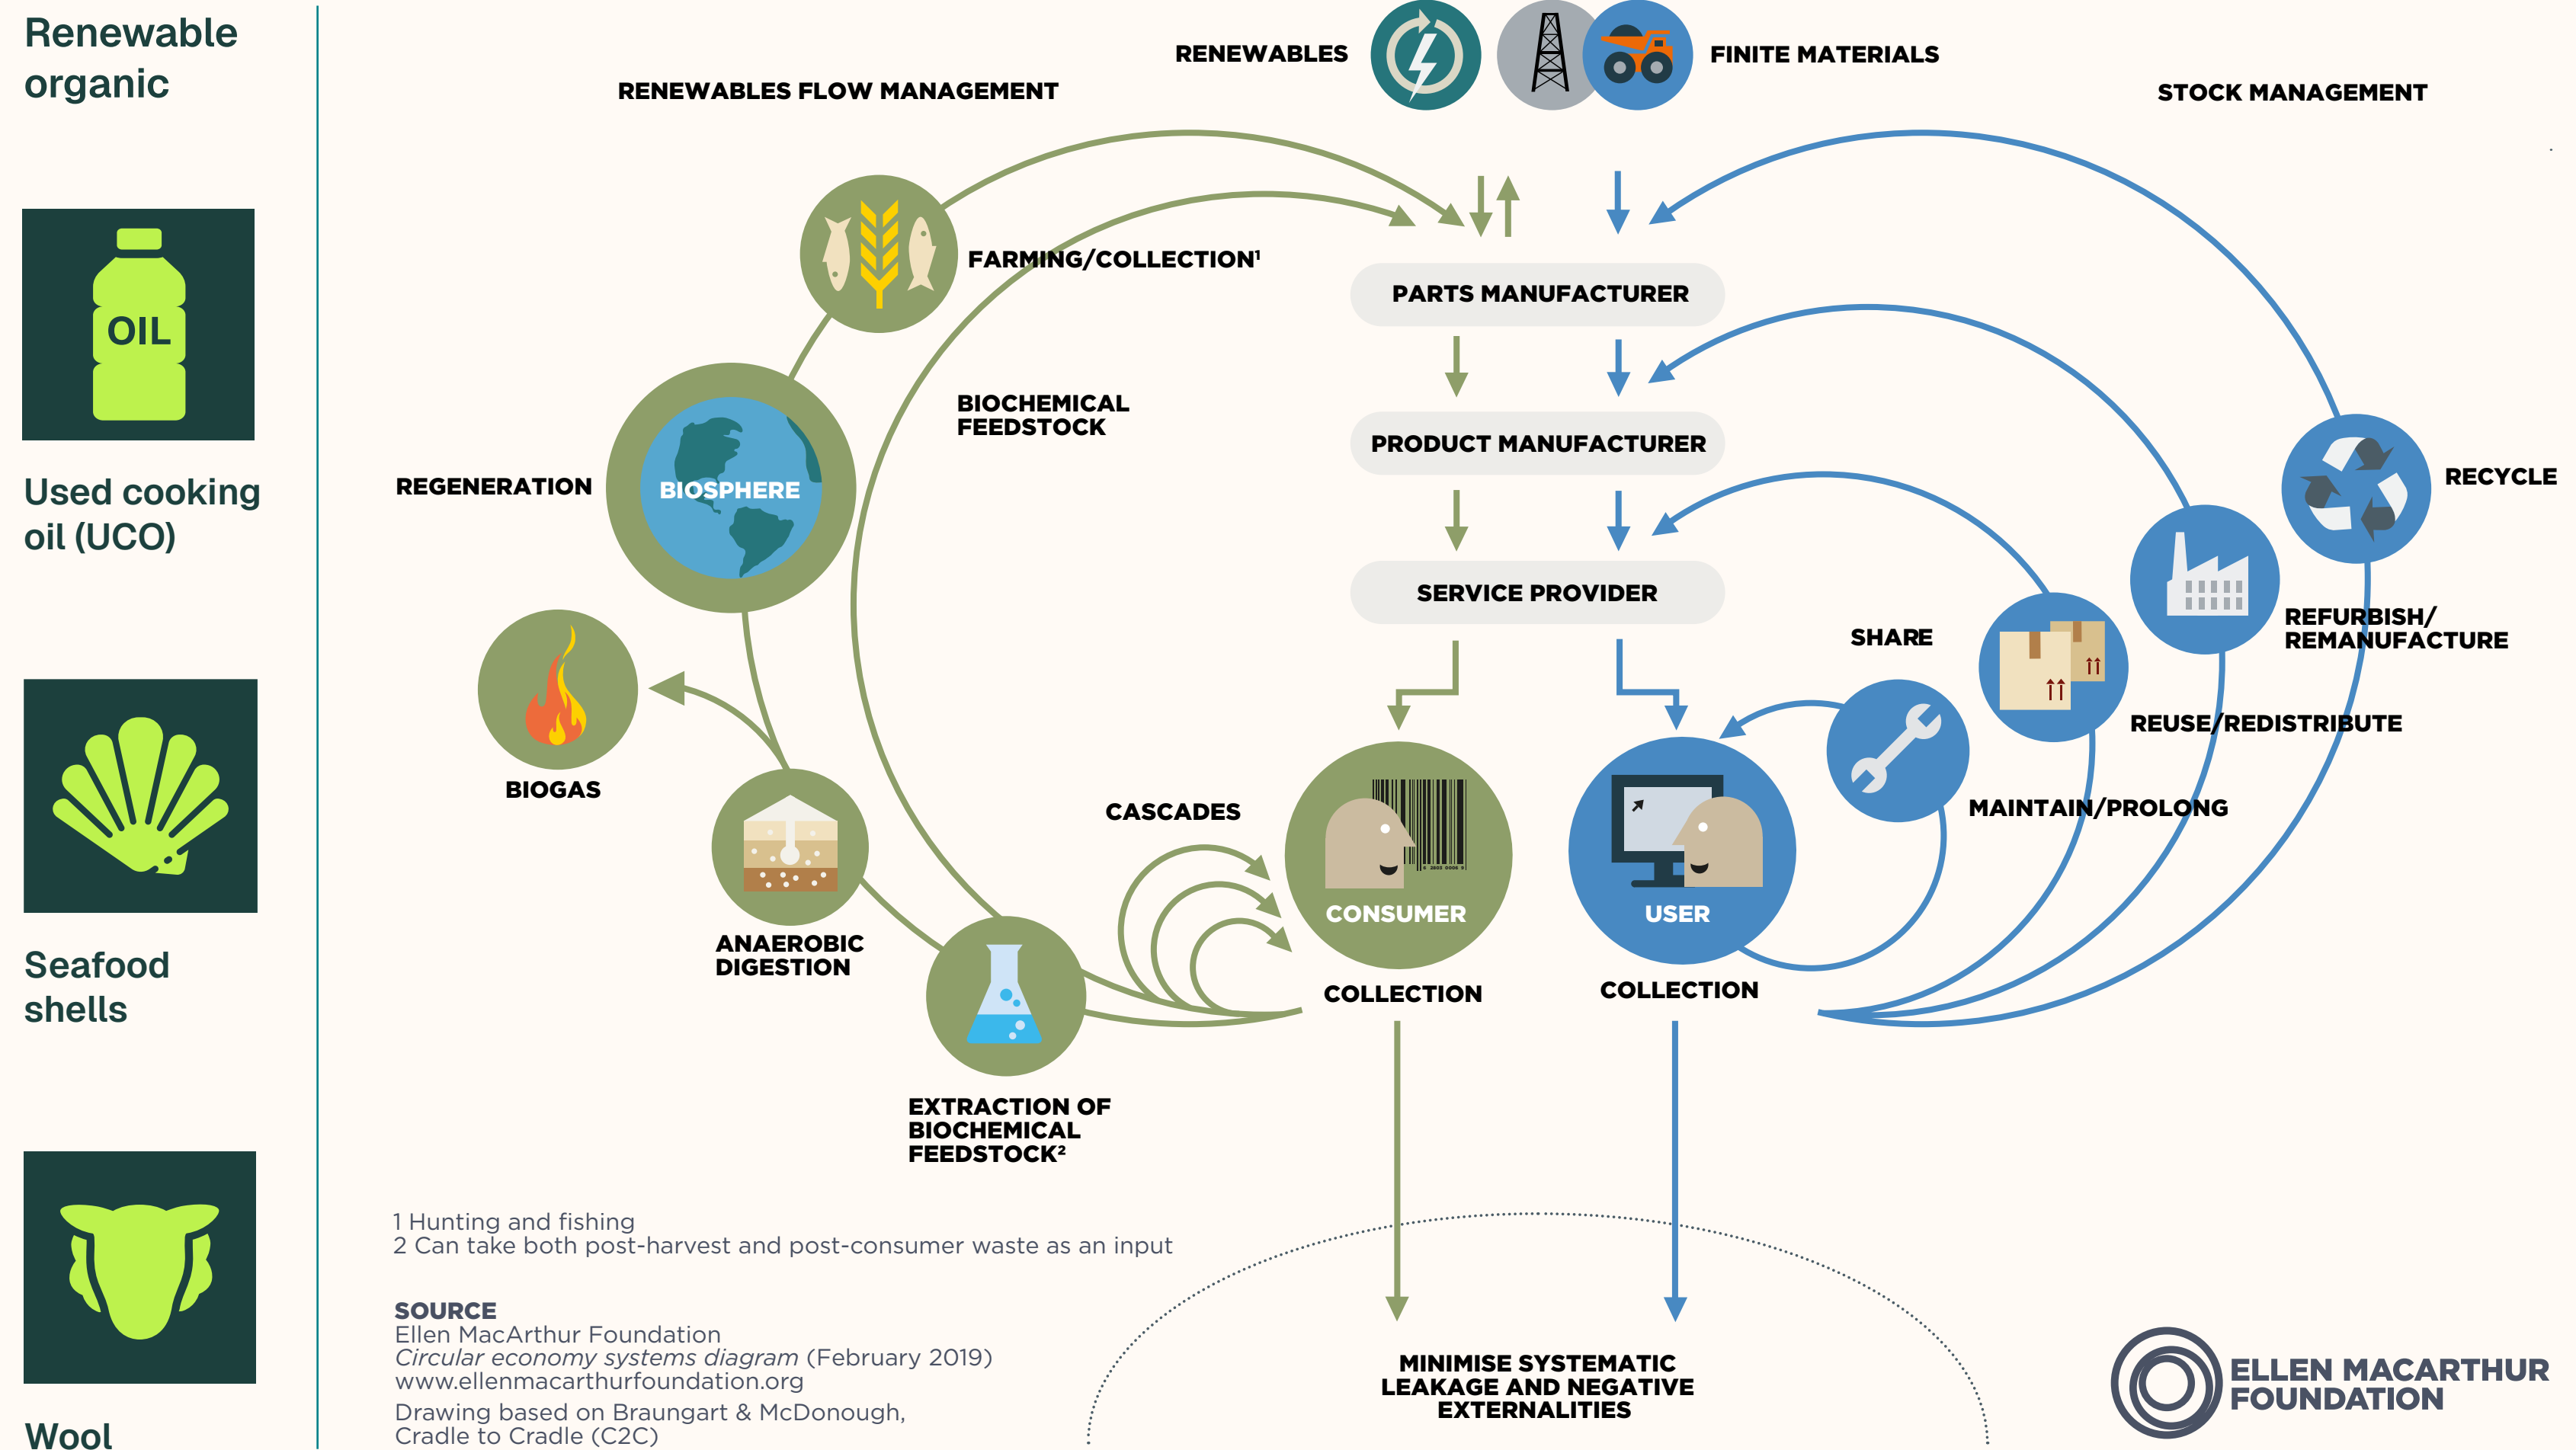 Renewable
organic
OIL
Used cooking
oil (UCO)
Seafood
shells
Wool
RENEWABLES
FINITE MATERIALS
RENEWABLES FLOW MANAGEMENT
STOCK MANAGEMENT
FARMING/COLLECTION¹
PARTS MANUFACTURER
BIOCHEMICAL
FEEDSTOCK
PRODUCT MANUFACTURER
REGENERATION
BIOSPHERE
RECYCLE
SERVICE PROVIDER
SHARE
REFURBISH/
REMANUFACTURE
REUSE/REDISTRIBUTE
BIOGAS
CASCADES
MAINTAIN/PROLONG
CONSUMER
USER
ANAEROBIC
DIGESTION
COLLECTION
COLLECTION
EXTRACTION OF
BIOCHEMICAL
FEEDSTOCK²
1 Hunting and fishing
2 Can take both post-harvest and post-consumer waste as an input
SOURCE
Ellen MacArthur Foundation
Circular economy systems diagram (February 2019)
www.ellenmacarthurfoundation.org
Drawing based on Braungart & McDonough,
Cradle to Cradle (C2C)
MINIMISE SYSTEMATIC
LEAKAGE AND NEGATIVE
EXTERNALITIES
ELLEN MACARTHUR
FOUNDATION